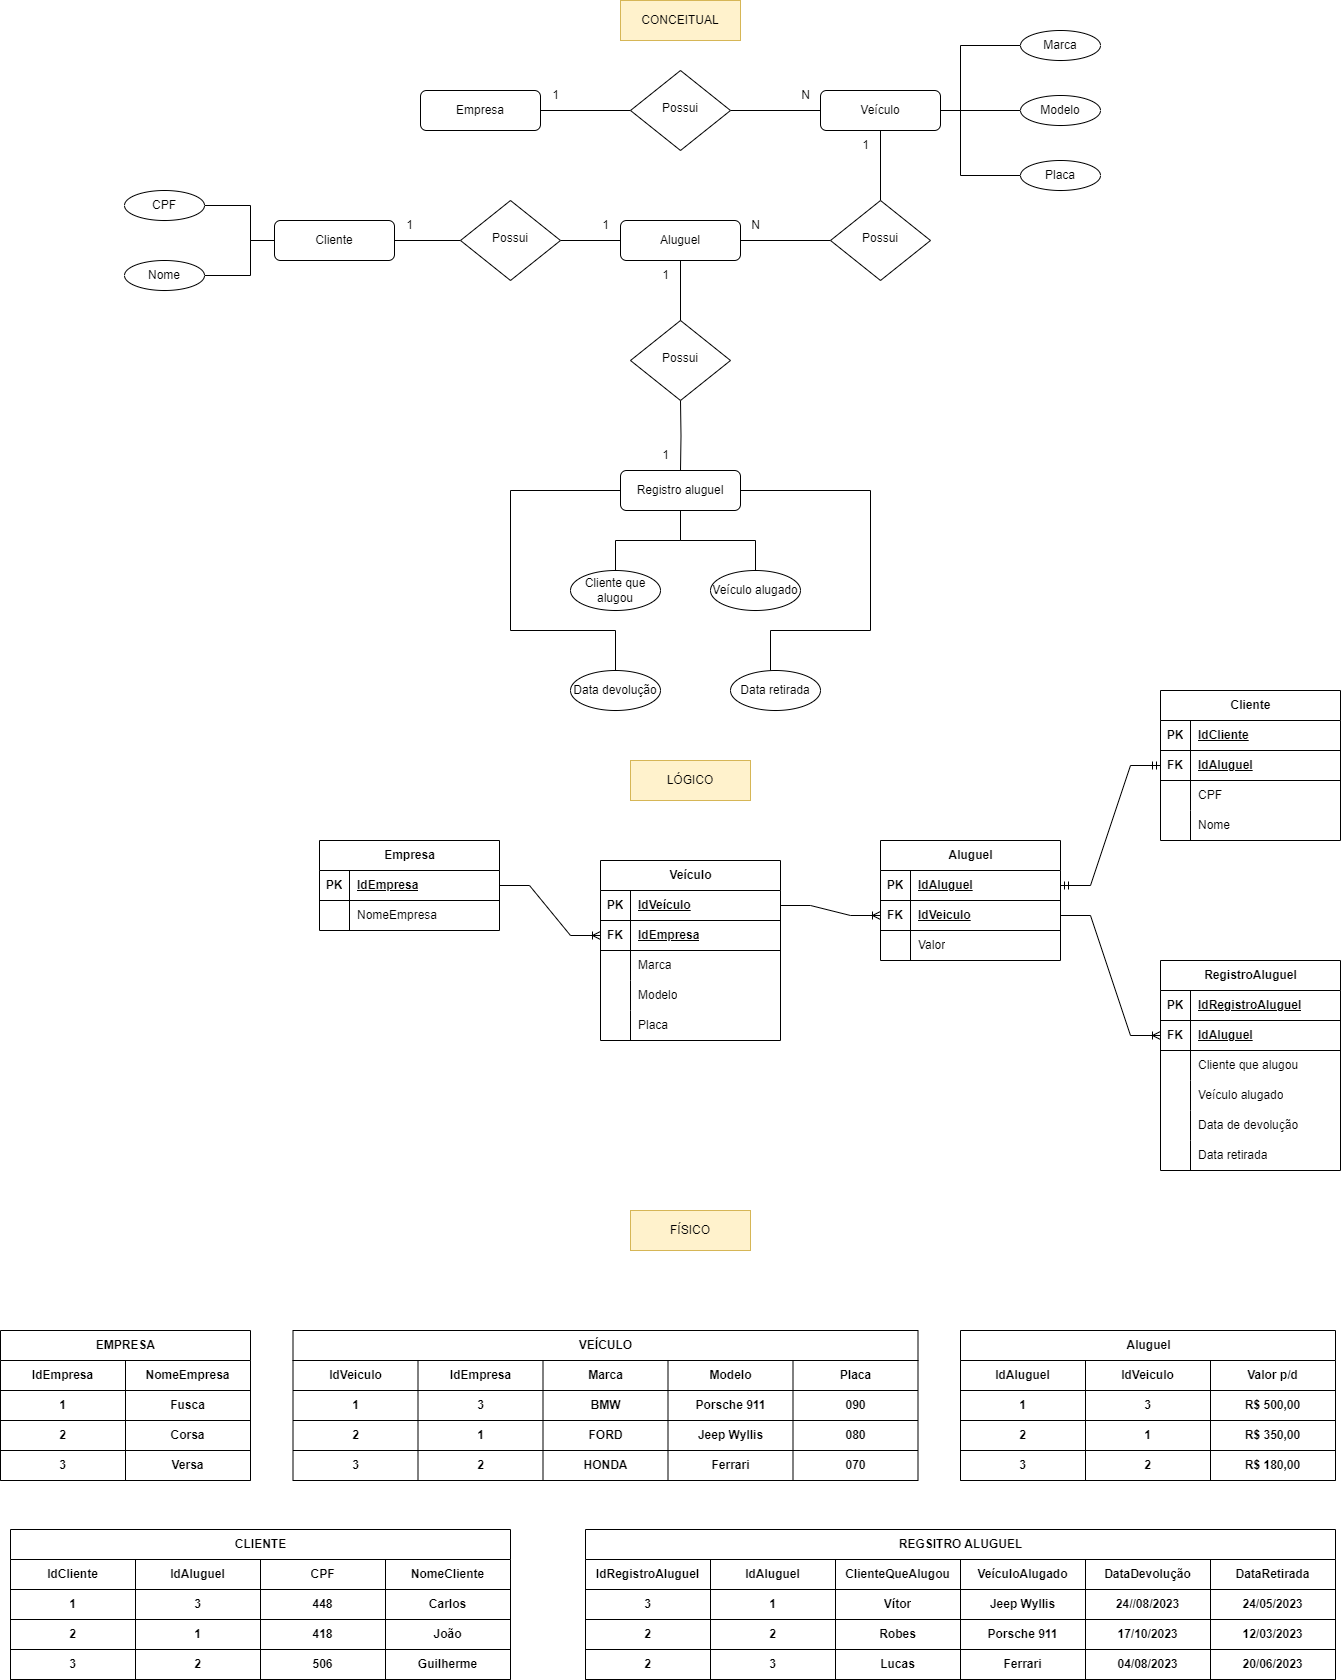 CONCEITUAL
Marca
Empresa 1 Possui N Veículo Modelo
1
Placa
CPF
Cliente 1 Possui 1 Aluguel N Possui
Nome
1
Possui
1
Registro aluguel
Cliente que
alugou
Veículo alugado
Data devolução Data retirada
LÓGICO
Empresa
PK IdEmpresa
NomeEmpresa
Veículo
PK IdVeículo
FK IdEmpresa
Marca
Modelo
Placa
Aluguel
PK IdAluguel
FK IdVeiculo
Valor
Cliente
PK IdCliente
FK IdAluguel
CPF
Nome
RegistroAluguel
PK IdRegistroAluguel
FK IdAluguel
Cliente que alugou
Veículo alugado
Data de devolução
Data retirada
FÍSICO
EMPRESA
IdEmpresa NomeEmpresa
1 Fusca
2 Corsa
3 Versa
VEÍCULO
IdVeiculo IdEmpresa Marca Modelo Placa
1 3 BMW Porsche 911 090
2 1 FORD Jeep Wyllis 080
3 2 HONDA Ferrari 070
Aluguel
IdAluguel IdVeiculo Valor p/d
1 3 R$ 500,00
2 1 R$ 350,00
3 2 R$ 180,00
CLIENTE
IdCliente IdAluguel CPF NomeCliente
1 3 448 Carlos
2 1 418 João
3 2 506 Guilherme
REGSITRO ALUGUEL
IdRegistroAluguel IdAluguel ClienteQueAlugou VeículoAlugado DataDevolução DataRetirada
3 1 Vítor Jeep Wyllis 24//08/2023 24/05/2023
2 2 Robes Porsche 911 17/10/2023 12/03/2023
2 3 Lucas Ferrari 04/08/2023 20/06/2023